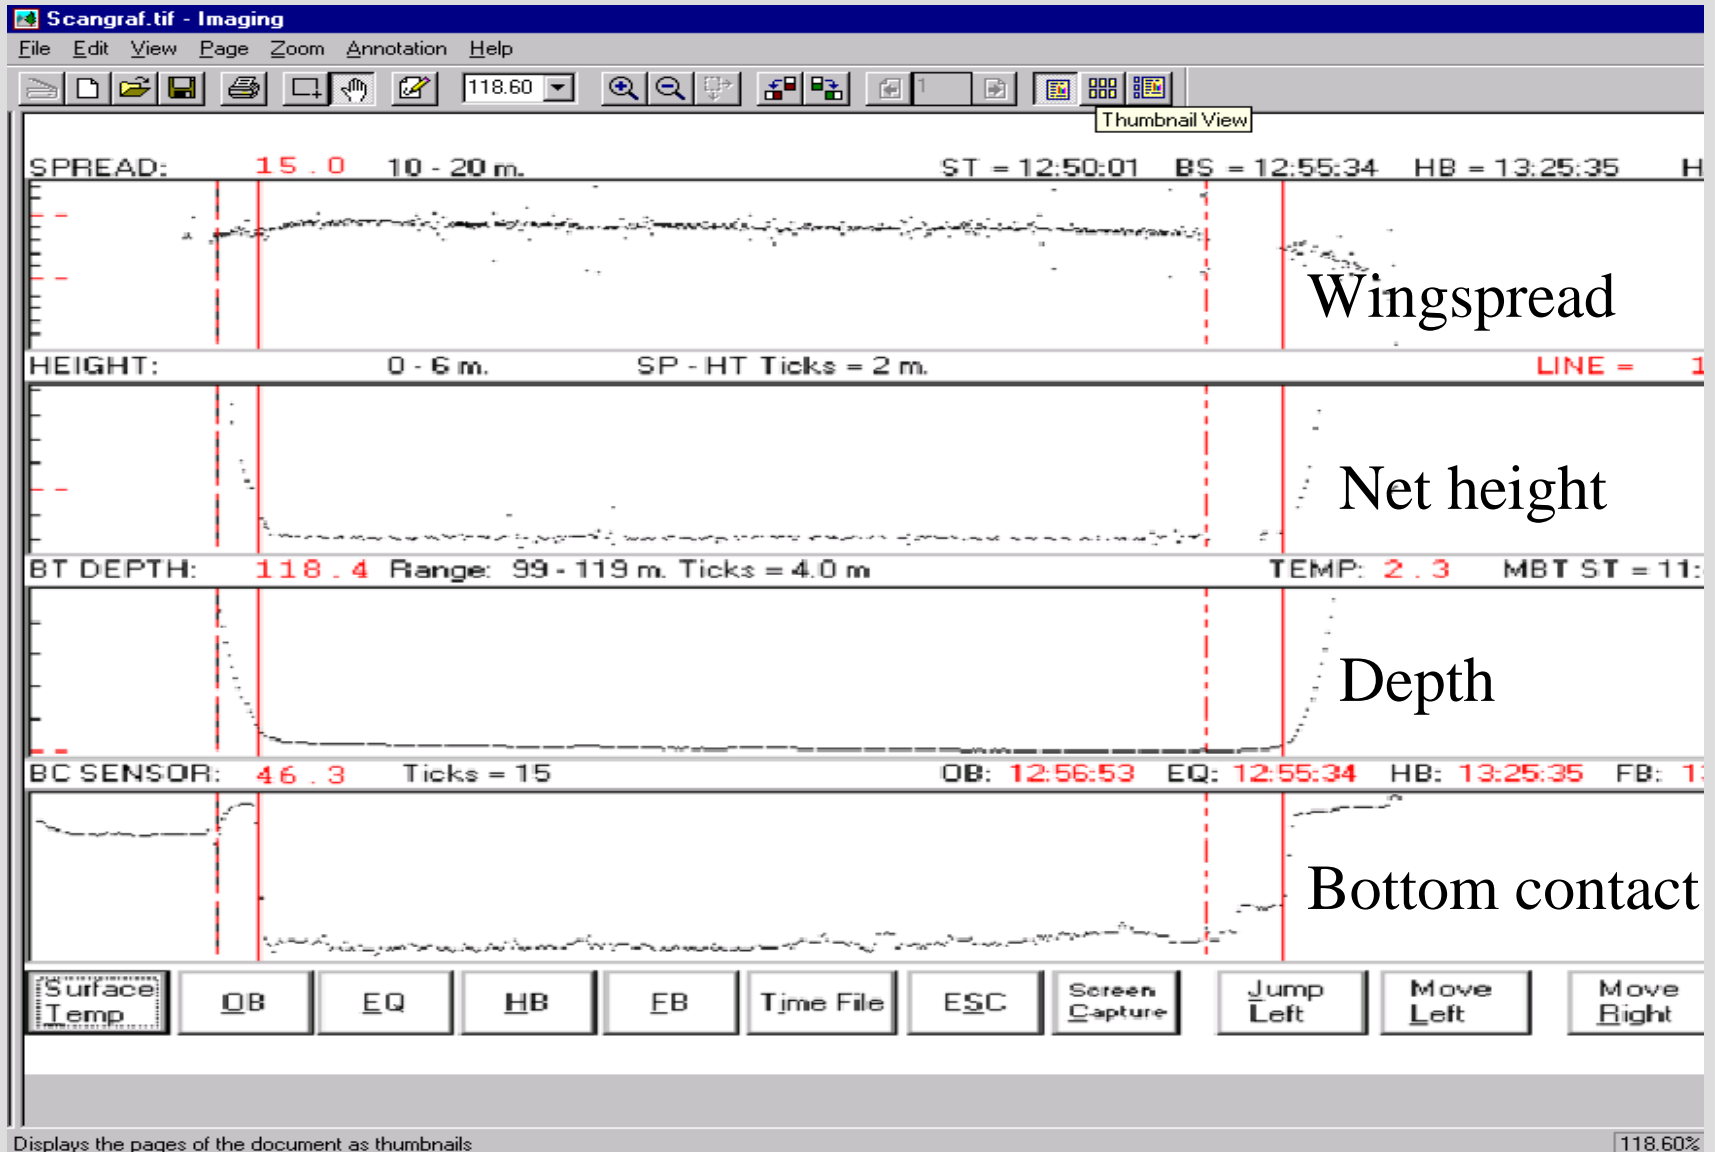 Scangraf.tif - Imaging
File Edit View Page Zoom Annotation Help
118.60 1
Thumbnail View
SPREAD: 15.0 10 - 20 m. ST = 12:50:01 BS = 12:55:34 HB = 13:25:35 H
Wingspread
HEIGHT: 0 - 6 m. SP - HT Ticks = 2 m. LINE = 1
Net height
BT DEPTH: 118.4 Range: 99 - 119 m. Ticks = 4.0 m TEMP: 2.3 MBT ST = 11:
Depth
BC SENSOR: 46.3 Ticks = 15 OB: 12:56:53 EQ: 12:55:34 HB: 13:25:35 FB: 1
Bottom contact
Surface Temp OB EQ HB FB Time File ESC Screen Capture Jump Left Move Left Move Right
Displays the pages of the document as thumbnails 118.60%